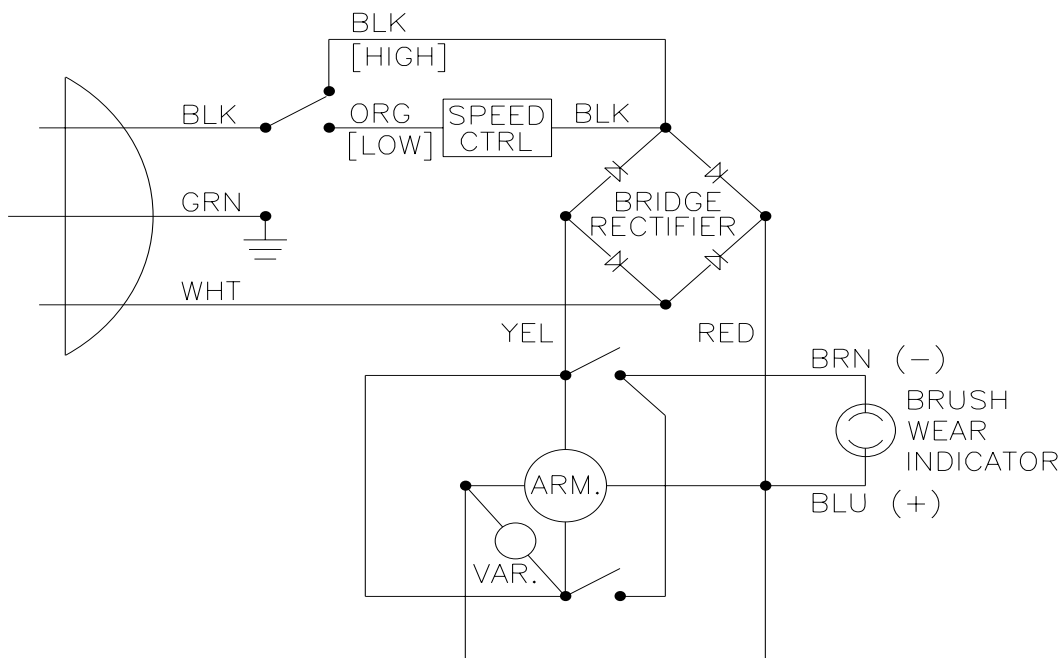 BLK
[HIGH]
BLK
ORG
[LOW]
SPEED
CTRL
BLK
GRN
BRIDGE
RECTIFIER
WHT
YEL
RED
BRN (-)
BRUSH
WEAR
INDICATOR
ARM.
BLU (+)
VAR.